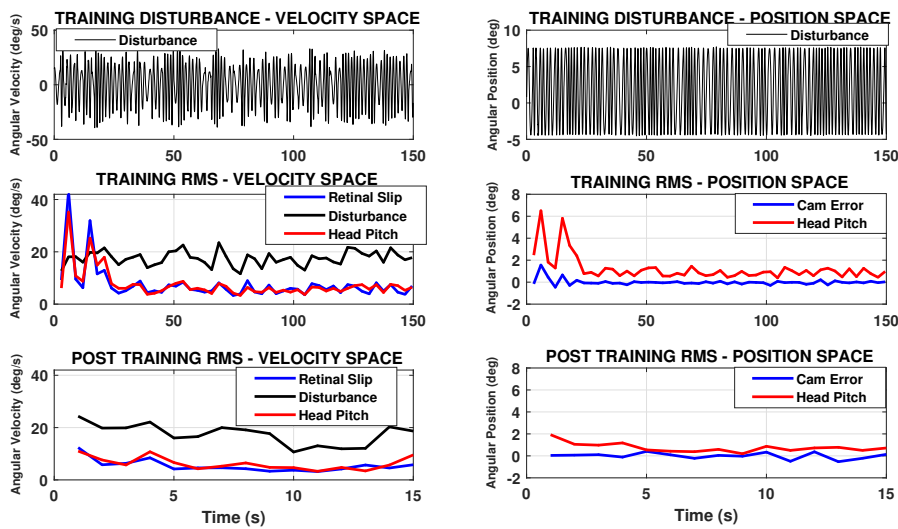 TRAINING DISTURBANCE - VELOCITY SPACE
Angular Velocity (deg/s)
50
0
-50
Disturbance
0 50 100 150
TRAINING DISTURBANCE - POSITION SPACE
Angular Position (deg)
10
5
0
-5
Disturbance
0 50 100 150
TRAINING RMS - VELOCITY SPACE
Angular Velocity (deg/s)
40
20
0
Retinal Slip
Disturbance
Head Pitch
0 50 100 150
TRAINING RMS - POSITION SPACE
Angular Position (deg)
8
6
4
2
0
-2
Cam Error
Head Pitch
0 50 100 150
POST TRAINING RMS - VELOCITY SPACE
Angular Velocity (deg/s)
40
20
0
Retinal Slip
Disturbance
Head Pitch
0 5 10 15
Time (s)
POST TRAINING RMS - POSITION SPACE
Angular Position (deg)
8
6
4
2
0
-2
Cam Error
Head Pitch
0 5 10 15
Time (s)